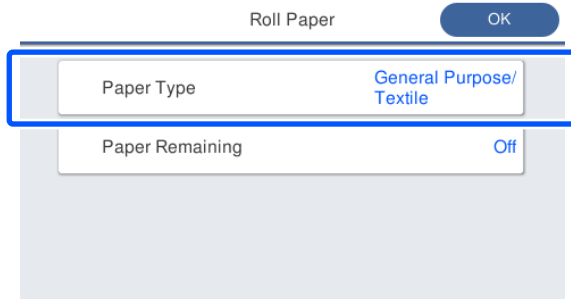 Roll Paper
OK
Paper Type
General Purpose/
Textile
Paper Remaining
Off